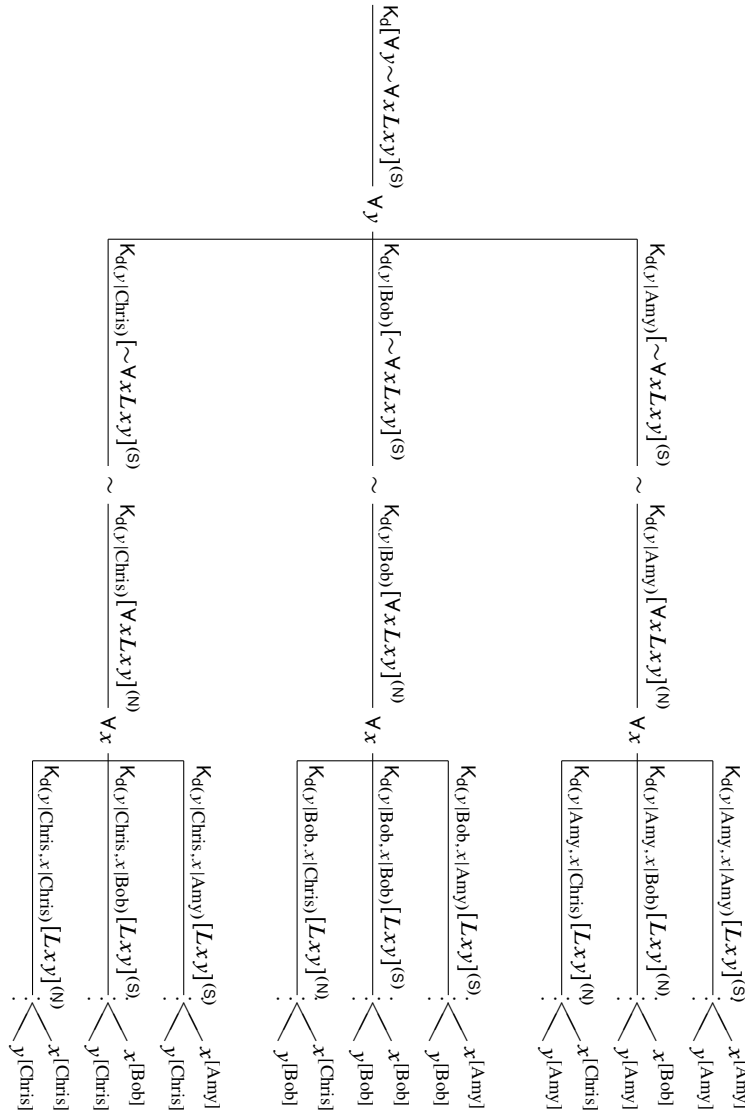 K_d[∀y∼∀xLxy]^(S)
∀y
K_d(y|Amy)[∼∀xLxy]^(S)
∼
K_d(y|Amy)[∀xLxy]^(N)
∀x
K_d(y|Amy,x|Amy)[Lxy]^(S)
x^[Amy]
y^[Amy]
K_d(y|Amy,x|Bob)[Lxy]^(N)
x^[Bob]
y^[Amy]
K_d(y|Amy,x|Chris)[Lxy]^(N)
x^[Chris]
y^[Amy]
K_d(y|Bob)[∼∀xLxy]^(S)
∼
K_d(y|Bob)[∀xLxy]^(N)
∀x
K_d(y|Bob,x|Amy)[Lxy]^(S)
x^[Amy]
y^[Bob]
K_d(y|Bob,x|Bob)[Lxy]^(S)
x^[Bob]
y^[Bob]
K_d(y|Bob,x|Chris)[Lxy]^(N)
x^[Chris]
y^[Bob]
K_d(y|Chris)[∼∀xLxy]^(S)
∼
K_d(y|Chris)[∀xLxy]^(N)
∀x
K_d(y|Chris,x|Amy)[Lxy]^(S)
x^[Amy]
y^[Chris]
K_d(y|Chris,x|Bob)[Lxy]^(S)
x^[Bob]
y^[Chris]
K_d(y|Chris,x|Chris)[Lxy]^(N)
x^[Chris]
y^[Chris]